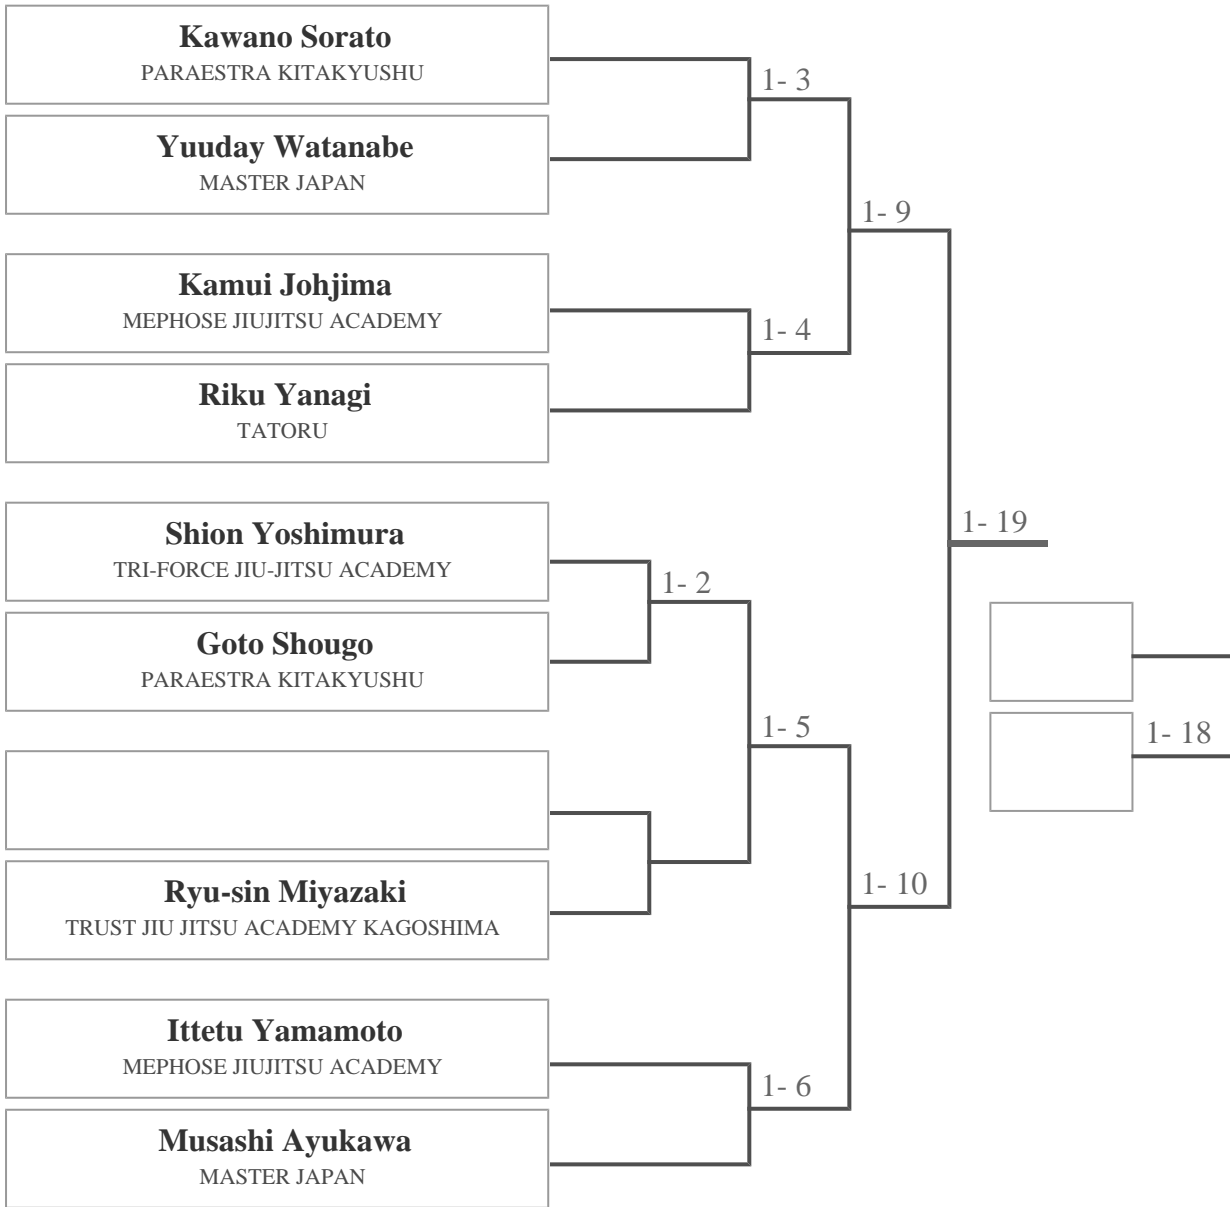 Kawano Sorato
PARAESTRA KITAKYUSHU
1- 3
Yuuday Watanabe
MASTER JAPAN
1- 9
Kamui Johjima
MEPHOSE JIUJITSU ACADEMY
1- 4
Riku Yanagi
TATORU
1- 19
Shion Yoshimura
TRI-FORCE JIU-JITSU ACADEMY
1- 2
Goto Shougo
PARAESTRA KITAKYUSHU
1- 5
1- 18
Ryu-sin Miyazaki
TRUST JIU JITSU ACADEMY KAGOSHIMA
1- 10
Ittetu Yamamoto
MEPHOSE JIUJITSU ACADEMY
1- 6
Musashi Ayukawa
MASTER JAPAN